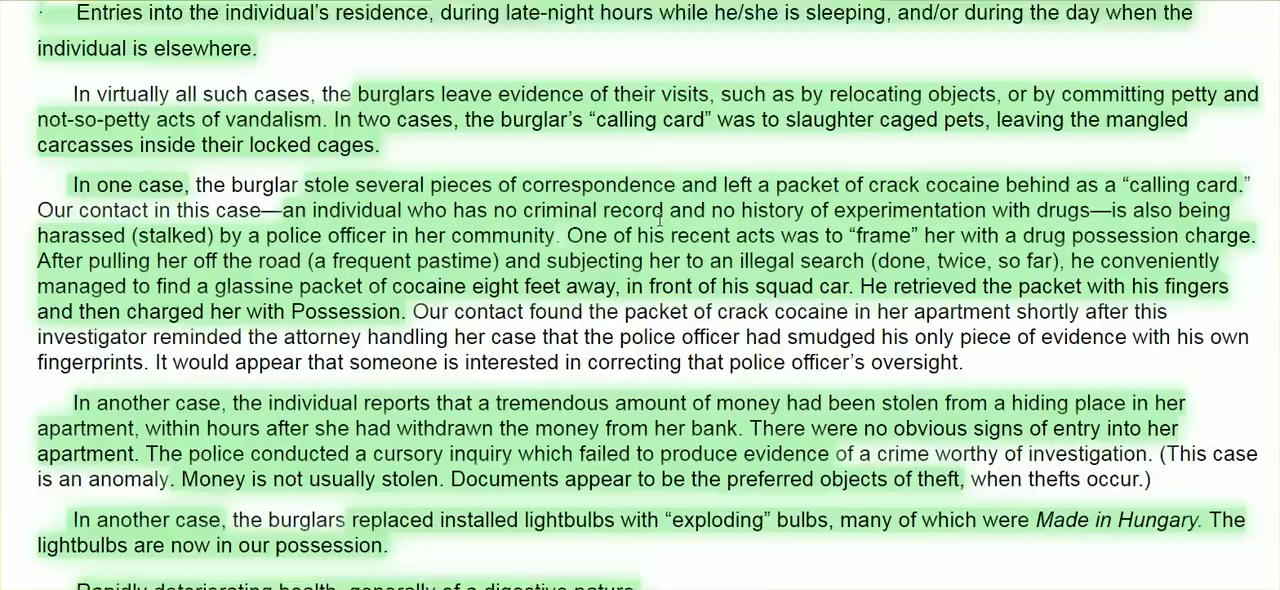 · Entries into the individual’s residence, during late-night hours while he/she is sleeping, and/or during the day when the
individual is elsewhere.
In virtually all such cases, the burglars leave evidence of their visits, such as by relocating objects, or by committing petty and
not-so-petty acts of vandalism. In two cases, the burglar’s “calling card” was to slaughter caged pets, leaving the mangled
carcasses inside their locked cages.
In one case, the burglar stole several pieces of correspondence and left a packet of crack cocaine behind as a “calling card.”
Our contact in this case—an individual who has no criminal record and no history of experimentation with drugs—is also being
harassed (stalked) by a police officer in her community. One of his recent acts was to “frame” her with a drug possession charge.
After pulling her off the road (a frequent pastime) and subjecting her to an illegal search (done, twice, so far), he conveniently
managed to find a glassine packet of cocaine eight feet away, in front of his squad car. He retrieved the packet with his fingers
and then charged her with Possession. Our contact found the packet of crack cocaine in her apartment shortly after this
investigator reminded the attorney handling her case that the police officer had smudged his only piece of evidence with his own
fingerprints. It would appear that someone is interested in correcting that police officer’s oversight.
In another case, the individual reports that a tremendous amount of money had been stolen from a hiding place in her
apartment, within hours after she had withdrawn the money from her bank. There were no obvious signs of entry into her
apartment. The police conducted a cursory inquiry which failed to produce evidence of a crime worthy of investigation. (This case
is an anomaly. Money is not usually stolen. Documents appear to be the preferred objects of theft, when thefts occur.)
In another case, the burglars replaced installed lightbulbs with “exploding” bulbs, many of which were Made in Hungary. The
lightbulbs are now in our possession.
Rapidly deteriorating health, generally of a digestive nature.